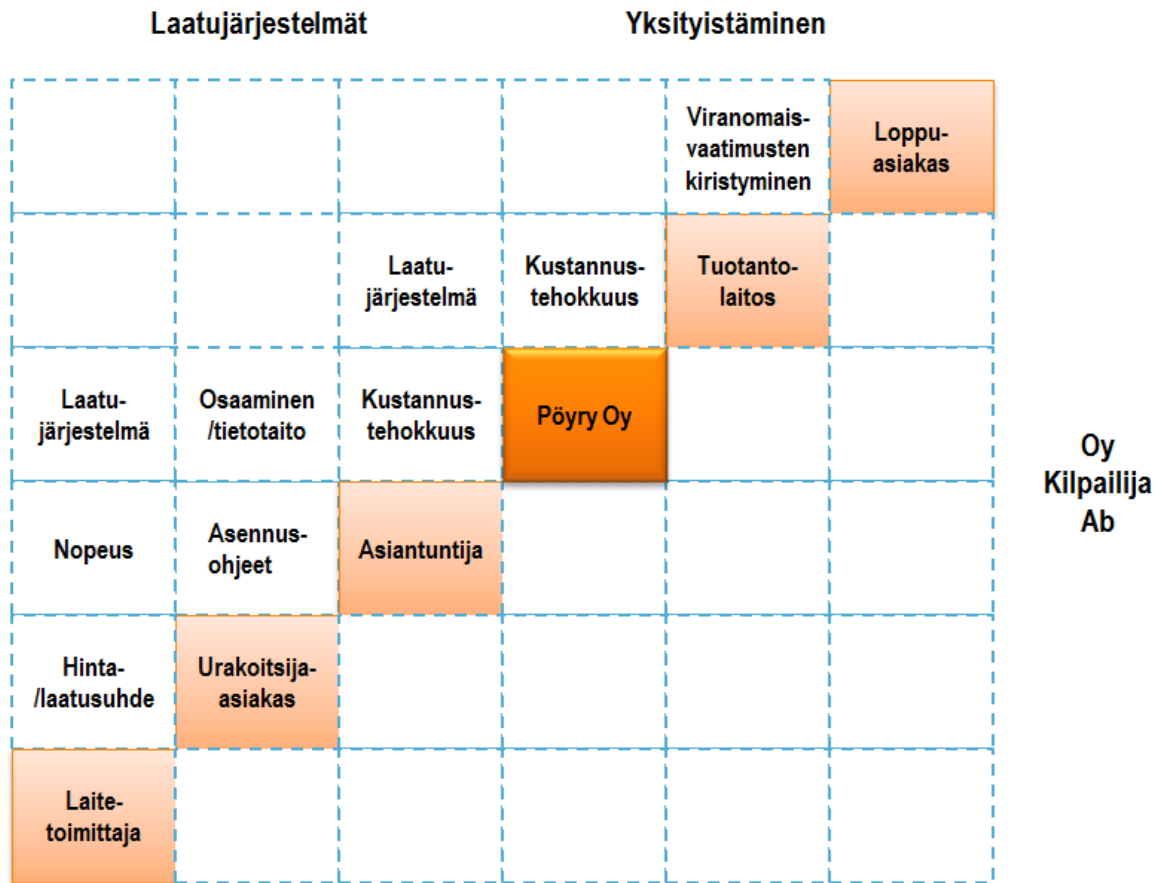 Laatujärjestelmät
Yksityistäminen
Viranomais-
vaatimusten
kiristyminen
Loppu-
asiakas
Laatu-
järjestelmä
Kustannus-
tehokkuus
Tuotanto-
laitos
Laatu-
järjestelmä
Osaaminen
/tietotaito
Kustannus-
tehokkuus
Pöyry Oy
Oy
Kilpailija
Ab
Nopeus
Asennus-
ohjeet
Asiantuntija
Hinta-
/laatusuhde
Urakoitsija-
asiakas
Laite-
toimittaja